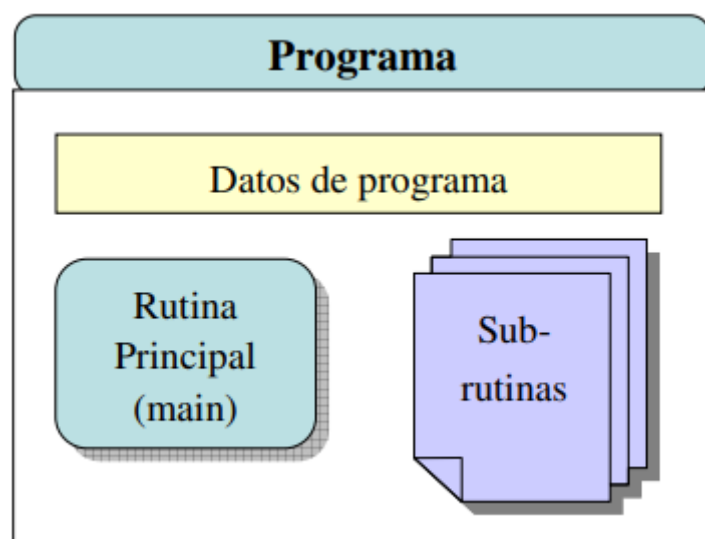 Programa
Datos de programa
Rutina
Principal
(main)
Sub-
rutinas